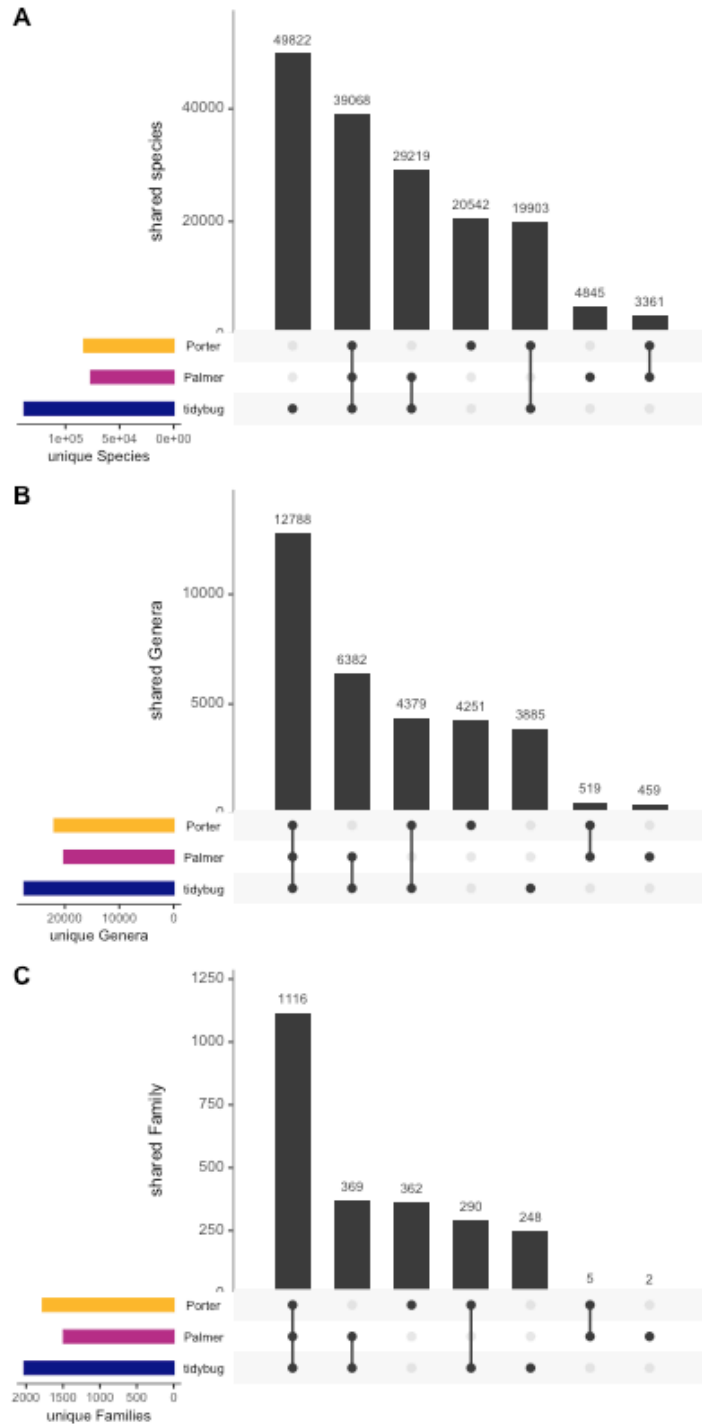 A
shared species
49822
39068
29219
20542
19903
4845
3361
40000
20000
0
Porter
Palmer
tidybug
1e+05 5e+04 0e+00
unique Species
B
shared Genera
12788
6382
4379
4251
3885
519
459
10000
5000
0
Porter
Palmer
tidybug
20000 10000 0
unique Genera
C
shared Family
1116
369
362
290
248
5
2
1250
1000
750
500
250
0
Porter
Palmer
tidybug
2000 1500 1000 500 0
unique Families